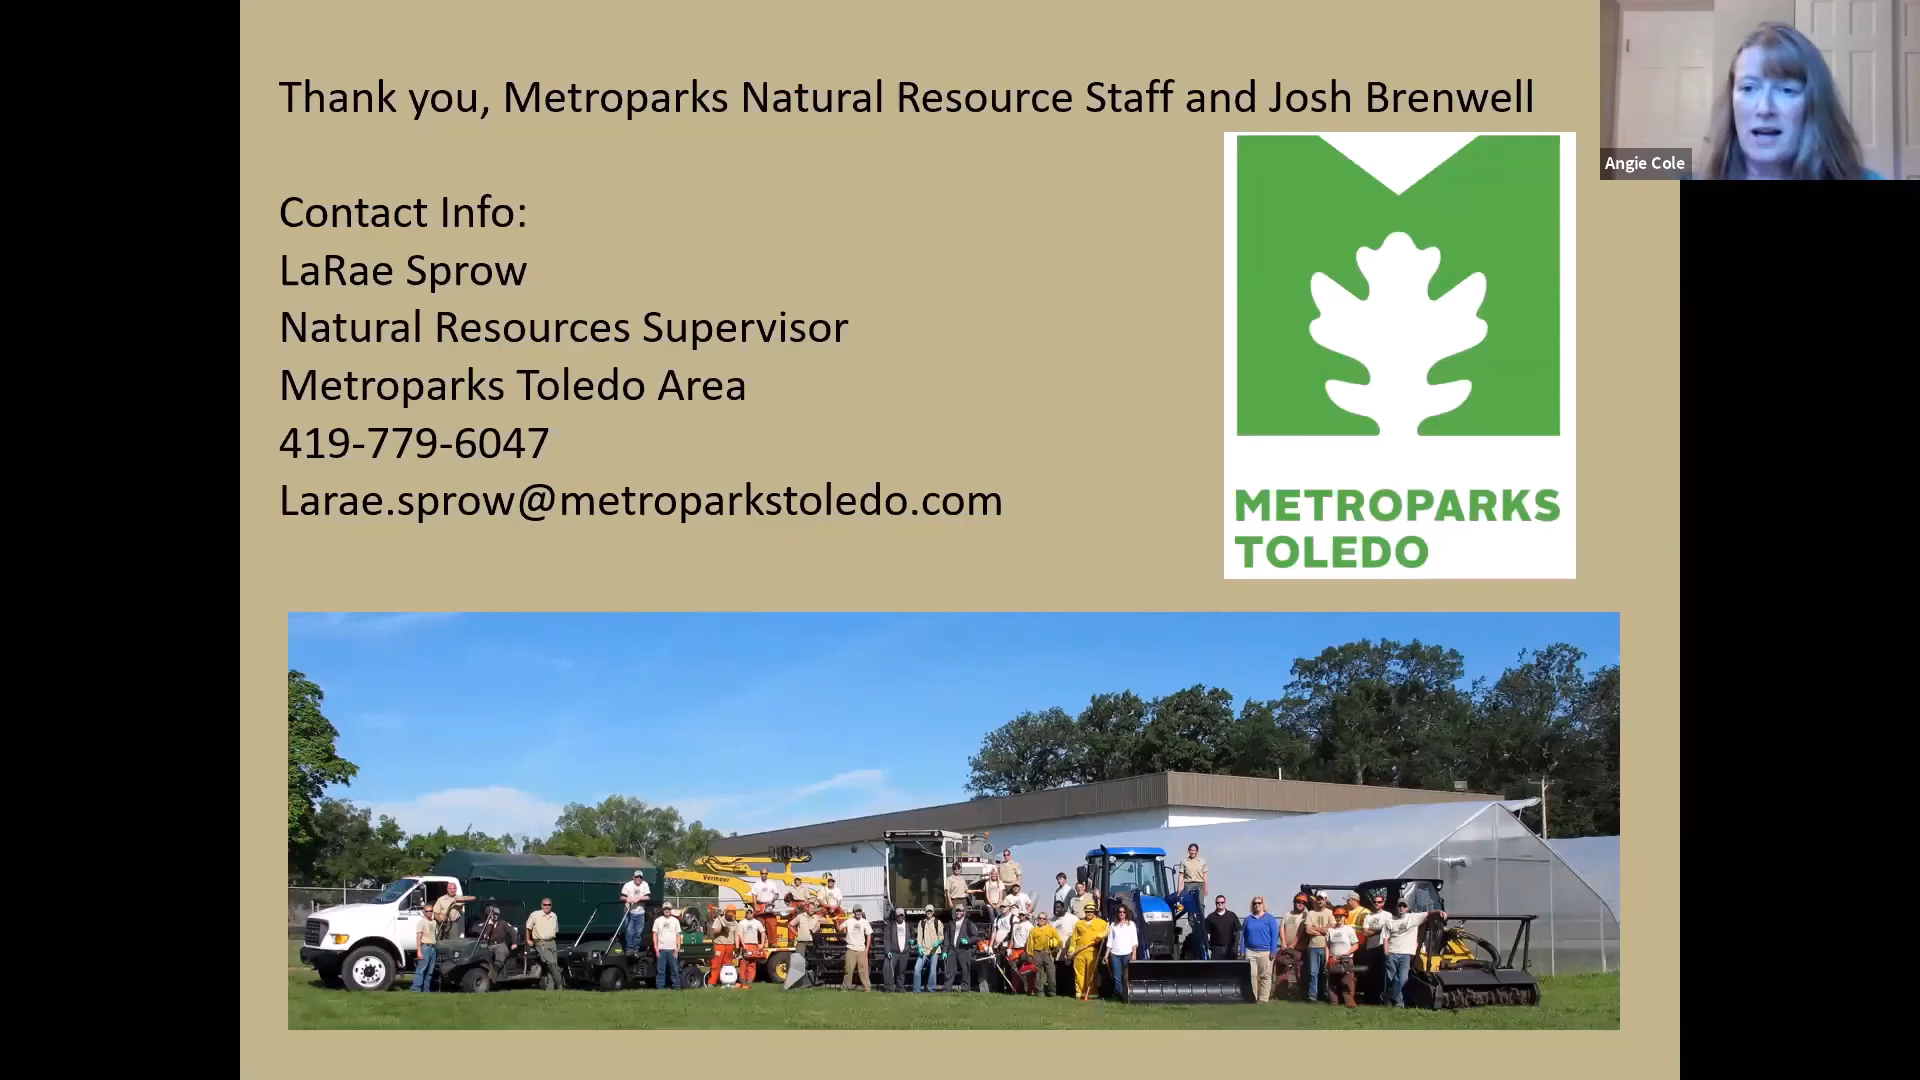 Thank you, Metroparks Natural Resource Staff and Josh Brenwell
Angie Cole
Contact Info:
LaRae Sprow
Natural Resources Supervisor
Metroparks Toledo Area
419-779-6047
Larae.sprow@metroparkstoledo.com
METROPARKS
TOLEDO
Vermeer